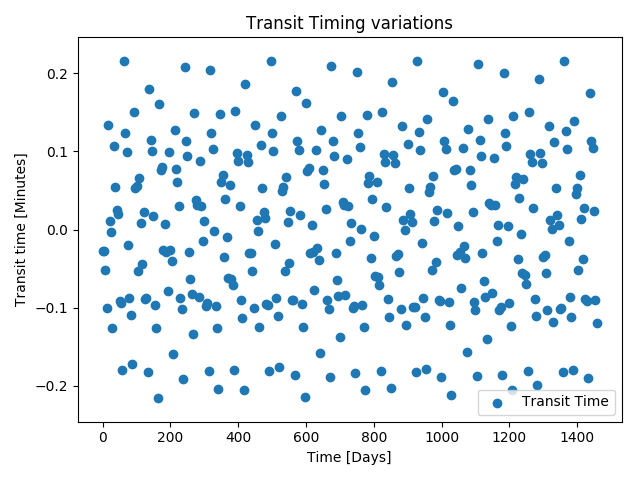 Transit Timing variations
Transit time [Minutes]
0.2
0.1
0.0
−0.1
−0.2
0 200 400 600 800 1000 1200 1400
Time [Days]
Transit Time